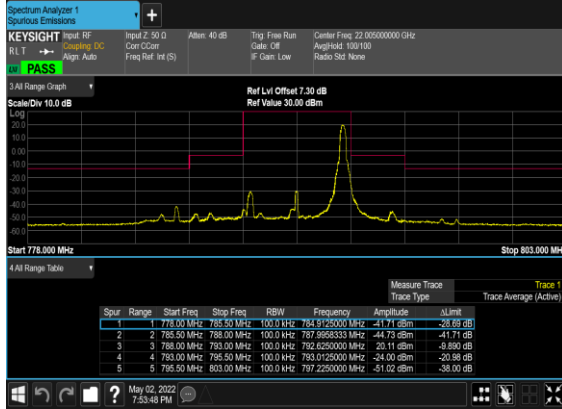 Spectrum Analyzer 1
Spurious Emissions
+
KEYSIGHT Input: RF Input Z: 50 Ω Atten: 40 dB Trig: Free Run Center Freq: 22.005000000 GHz
RLT Coupling: DC Corr CCorr Gate: Off Avg|Hold: 100/100
Align: Auto Freq Ref: Int (S) IF Gain: Low Radio Std: None
PASS
3 All Range Graph
Ref Lvl Offset 7.30 dB
Scale/Div 10.0 dB Ref Value 30.00 dBm
Log
20.0
10.0
0.00
-10.0
-20.0
-30.0
-40.0
-50.0
-60.0
Start 778.000 MHz Stop 803.000 MH
4 All Range Table
Measure Trace Trace 1
Trace Type Trace Average (Active)
Spur Range Start Freq Stop Freq RBW Frequency Amplitude ΔLimit
1 1 778.00 MHz 785.50 MHz 100.0 kHz 784.9125000 MHz -41.71 dBm -28.69 dB
2 2 785.50 MHz 788.00 MHz 100.0 kHz 787.9958333 MHz -44.73 dBm -41.71 dB
3 3 788.00 MHz 793.00 MHz 100.0 kHz 792.6250000 MHz 20.11 dBm -9.890 dB
4 4 793.00 MHz 795.50 MHz 100.0 kHz 793.0125000 MHz -24.00 dBm -20.98 dB
5 5 795.50 MHz 803.00 MHz 100.0 kHz 797.2250000 MHz -51.02 dBm -38.00 dB
?
May 02, 2022
7:53:48 PM